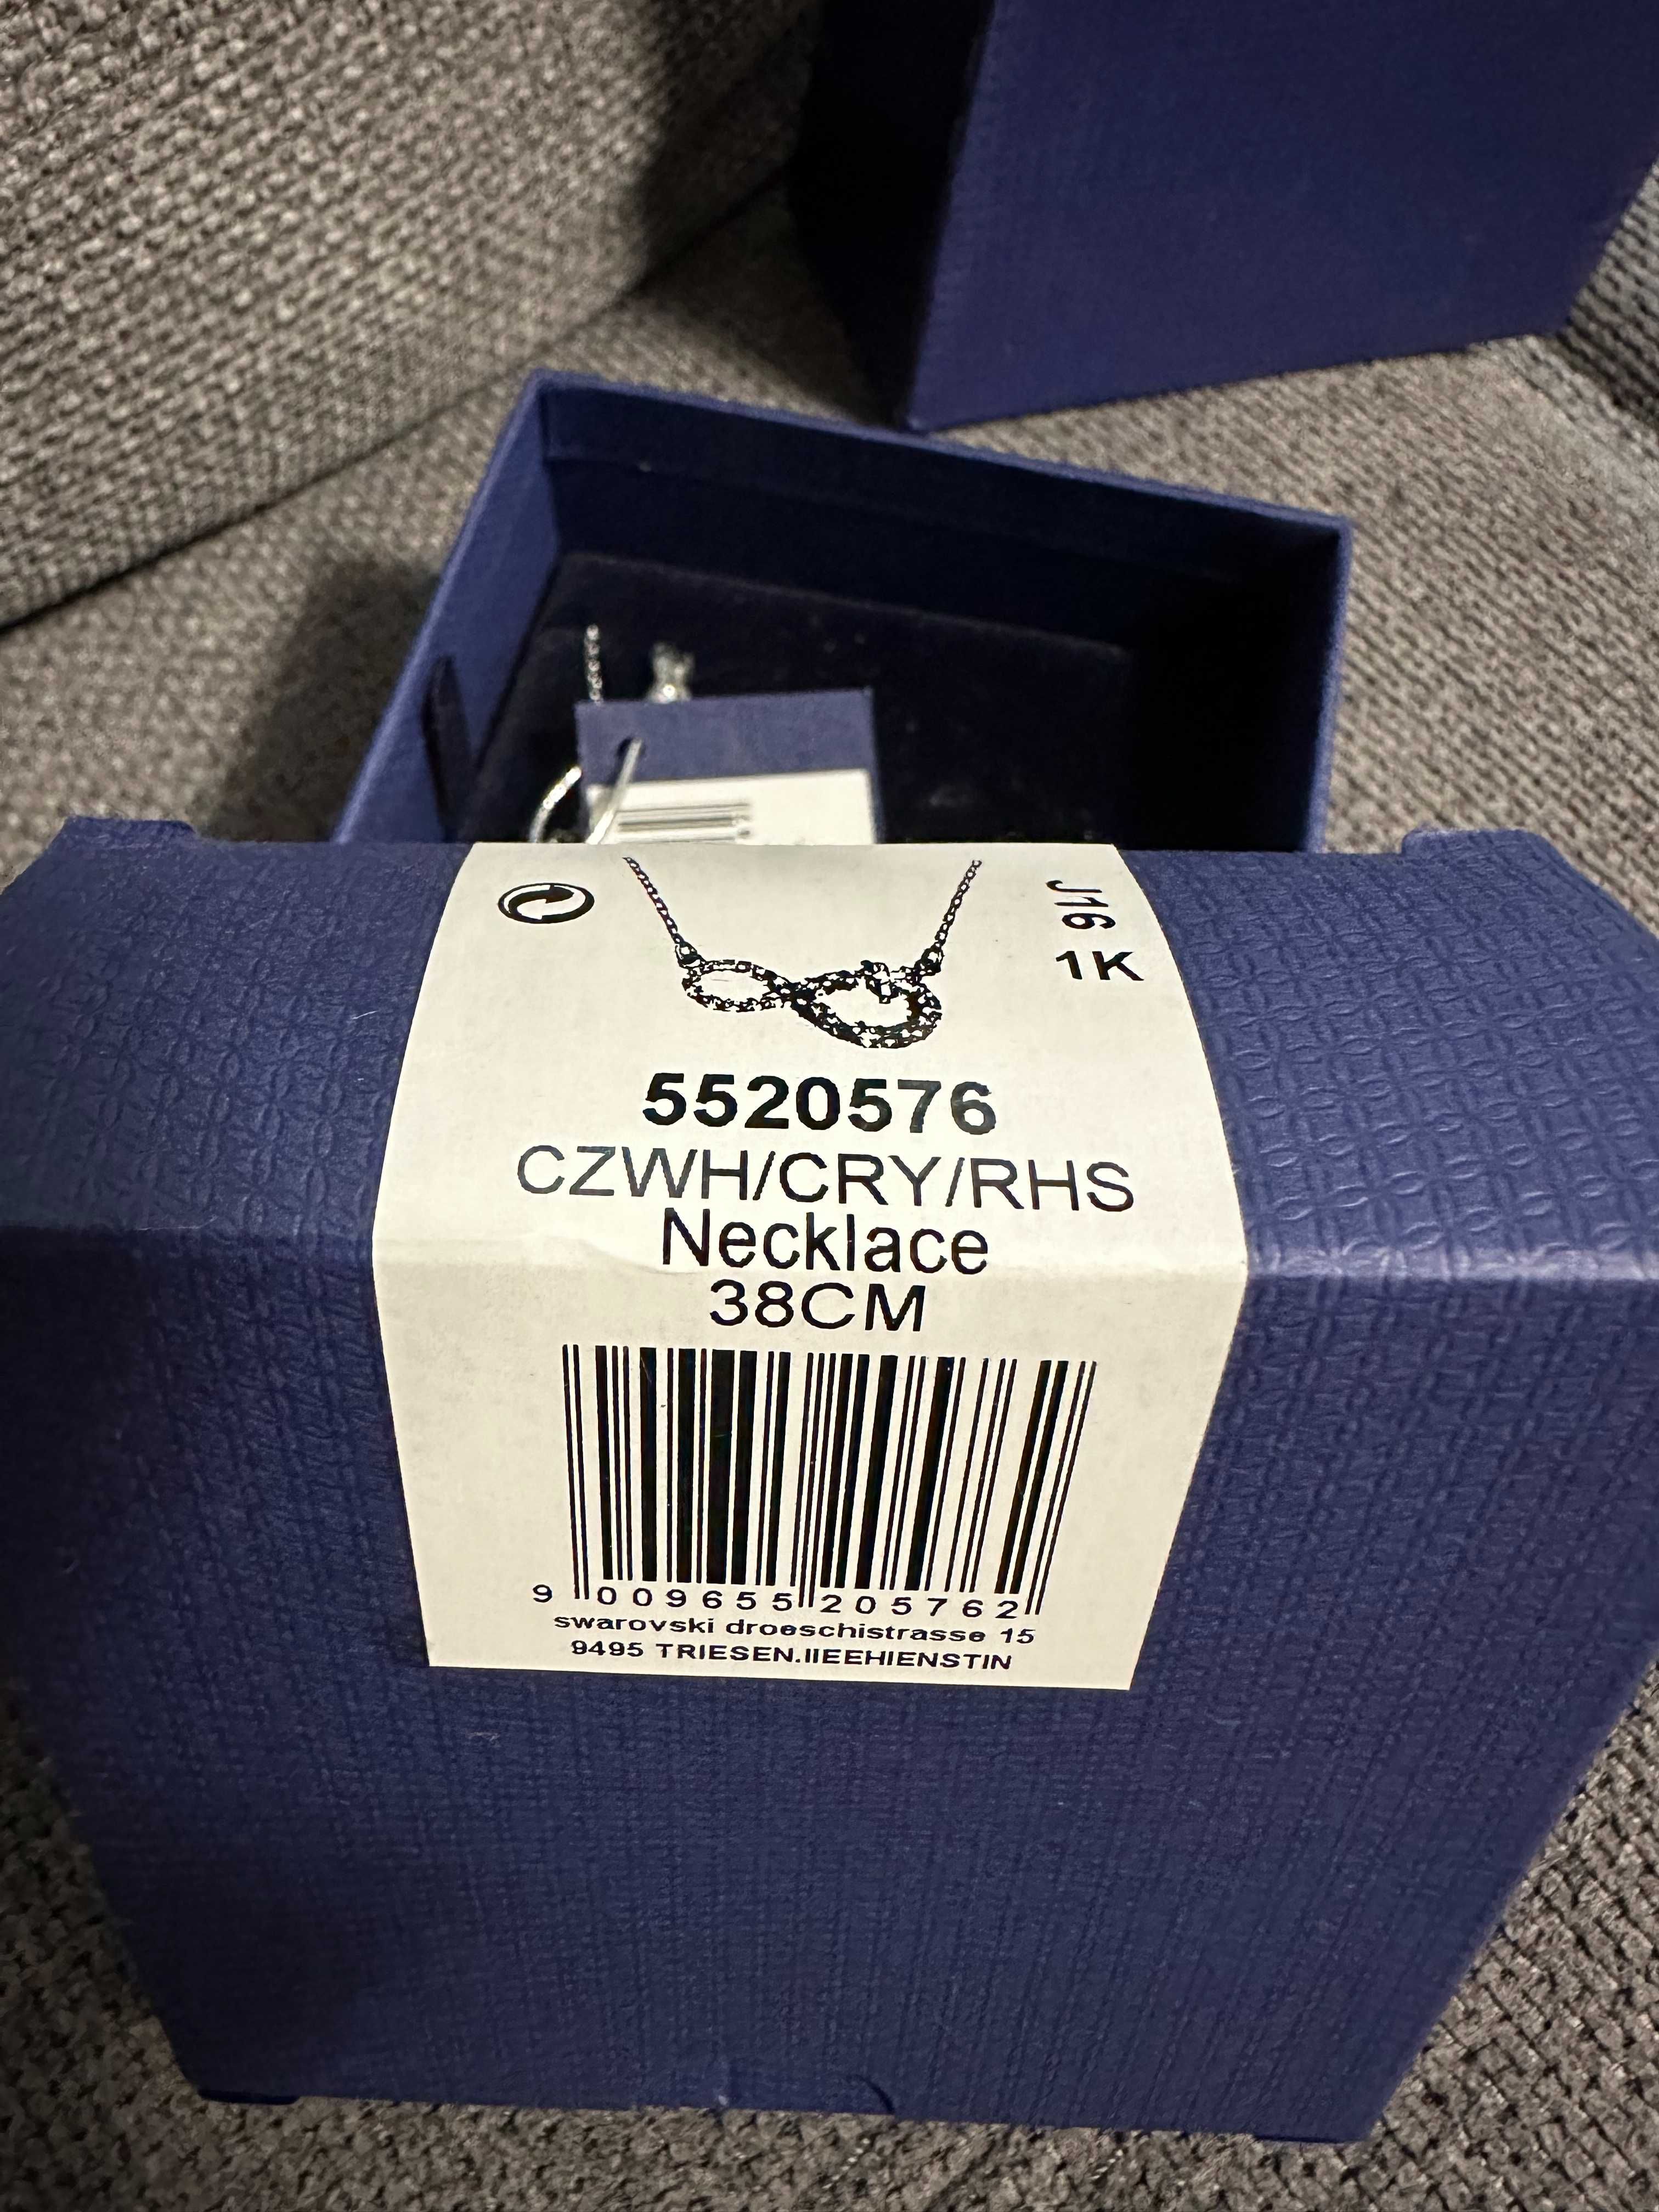 J16
1K
5520576
CZWH/CRY/RHS
Necklace
38CM
9 009655 205762
swarovski droeschistrasse 15
9495 TRIESEN.IIEEHIENSTIN